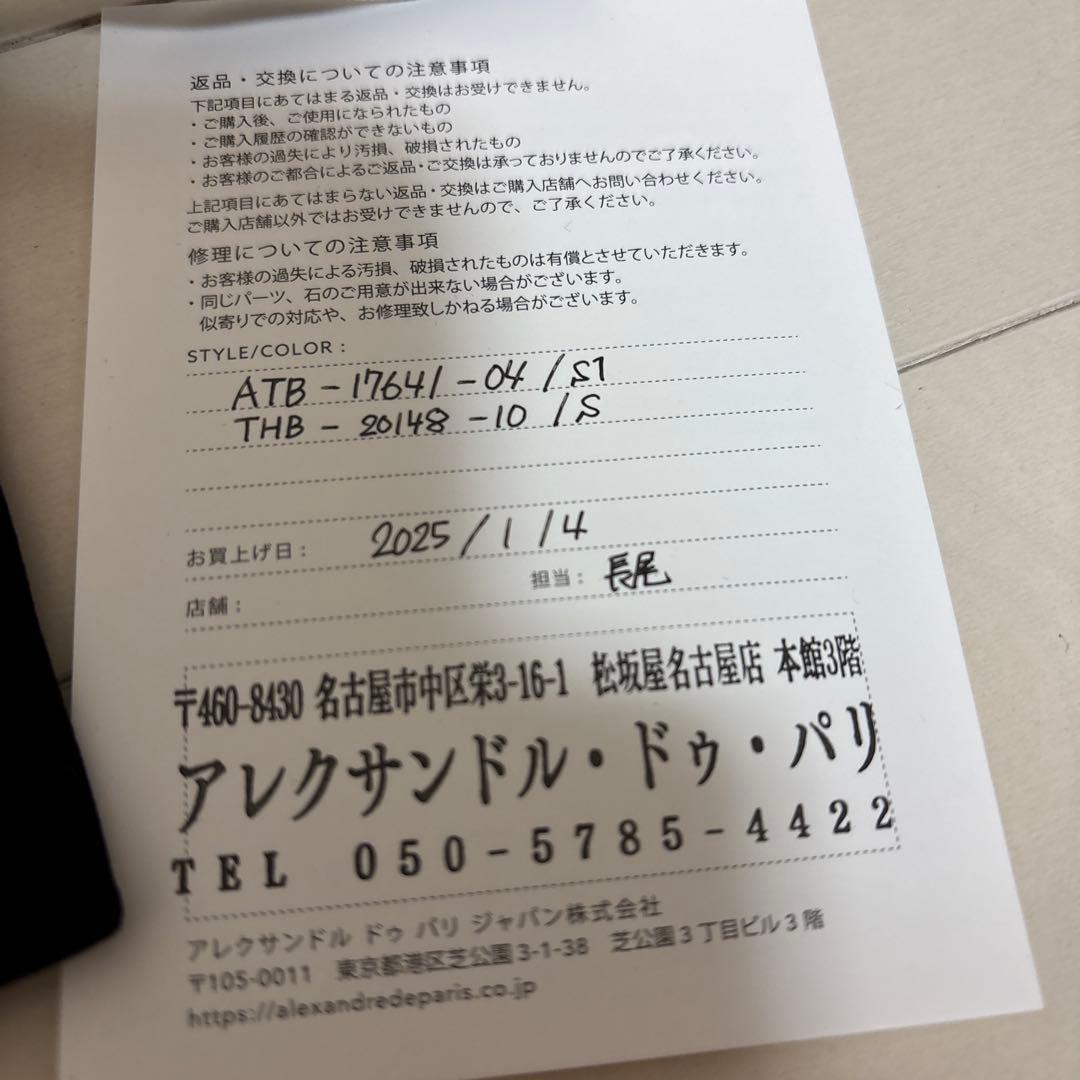 返品・交換についての注意事項
下記項目にあてはまる返品・交換はお受けできません。
・ご購入後、ご使用になられたもの
・ご購入履歴の確認ができないもの
・お客様の過失により汚損、破損されたもの
・お客様のご都合によるご返品・ご交換は承っておりませんのでご了承ください。
上記項目にあてはまらない返品・交換はご購入店舗へお問い合わせください。
ご購入店舗以外ではお受けできませんので、ご了承ください。
修理についての注意事項
・お客様の過失による汚損、破損されたものは有償とさせていただきます。
・同じパーツ、石のご用意が出来ない場合がございます。
似寄りでの対応や、お修理致しかねる場合がございます。
STYLE/COLOR :
ATB-17641-04/S1
THB-20148-10/S
お買上げ日: 2025/1/4
店舗: 担当: 長尾
〒460-8430 名古屋市中区栄3-16-1 松坂屋名古屋店 本館3階
アレクサンドル・ドゥ・パリ
TEL 050-5785-4422
アレクサンドル ドゥ パリ ジャパン株式会社
〒105-0011 東京都港区芝公園3-1-38 芝公園3丁目ビル3階
https://alexandredeparis.co.jp